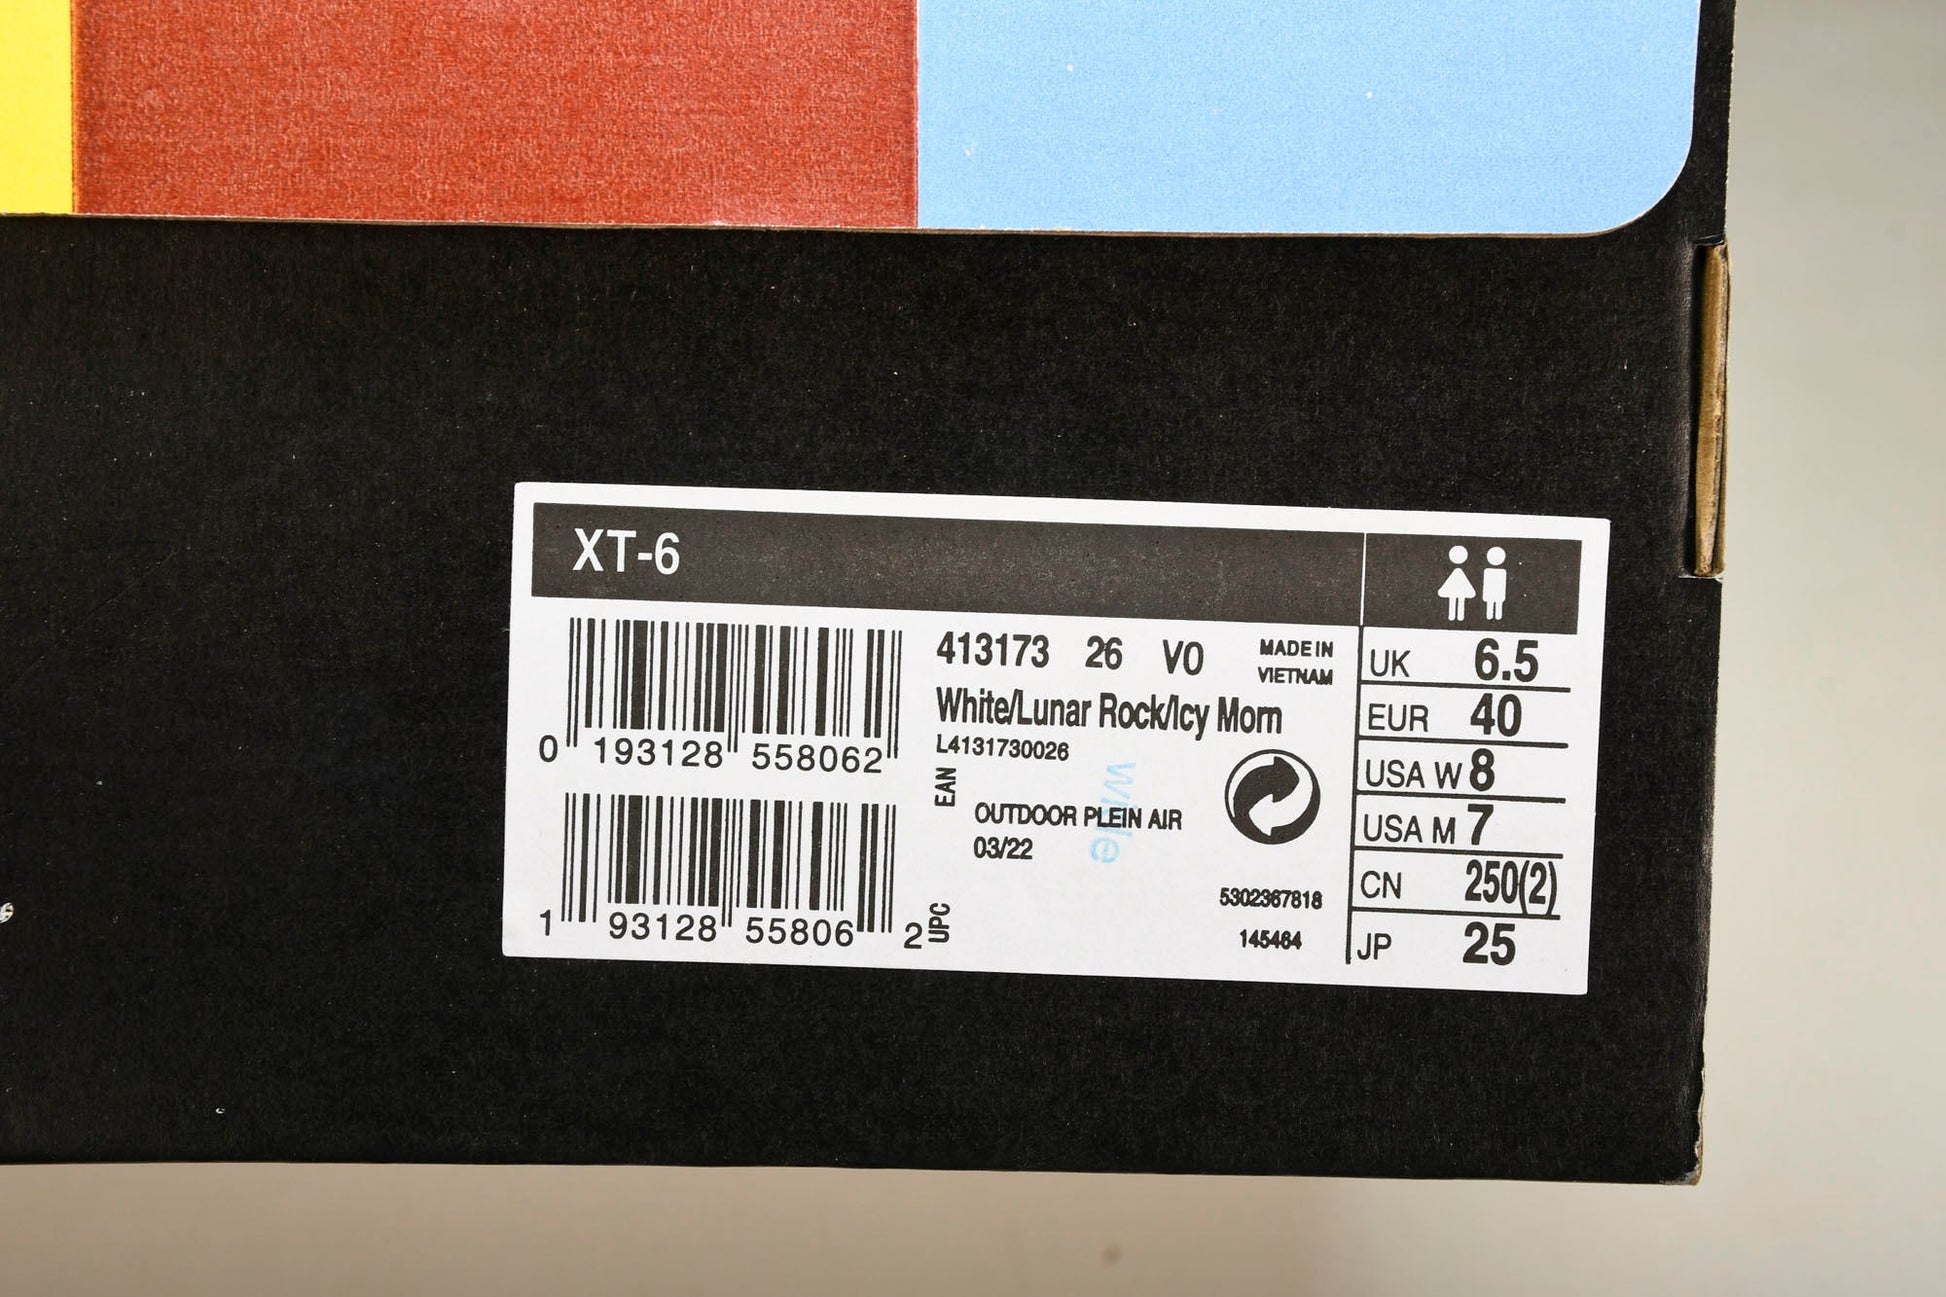 XT-6
0 193128 558062
1 93128 55806 2
EAN
UPC
413173 26 V0
MADE IN
VIETNAM
White/Lunar Rock/Icy Morn
L4131730026
OUTDOOR PLEIN AIR
03/22
5302367818
145464
UK 6.5
EUR 40
USA W 8
USA M 7
CN 250(2)
JP 25